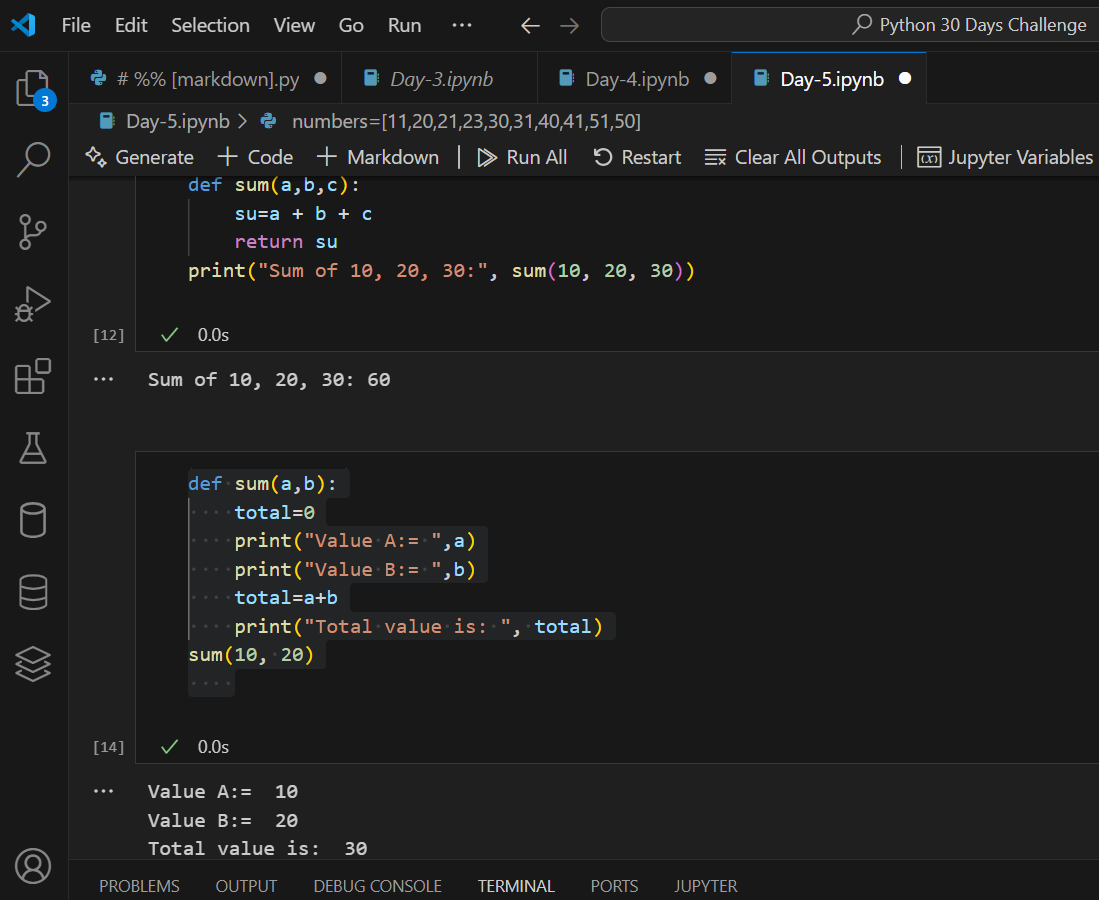 File Edit Selection View Go Run ··· ← → Python 30 Days Challenge
3
# %% [markdown].py ● Day-3.ipynb Day-4.ipynb ● Day-5.ipynb ●
Day-5.ipynb > numbers=[11,20,21,23,30,31,40,41,51,50]
Generate + Code + Markdown | Run All Restart Clear All Outputs | (x) Jupyter Variables
def sum(a,b,c):
    su=a + b + c
    return su
print("Sum of 10, 20, 30:", sum(10, 20, 30))
[12] ✓ 0.0s
··· Sum of 10, 20, 30: 60
def sum(a,b):
    total=0
    print("Value A:= ",a)
    print("Value B:= ",b)
    total=a+b
    print("Total value is: ", total)
sum(10, 20)
[14] ✓ 0.0s
··· Value A:=  10
Value B:=  20
Total value is:  30
PROBLEMS OUTPUT DEBUG CONSOLE TERMINAL PORTS JUPYTER